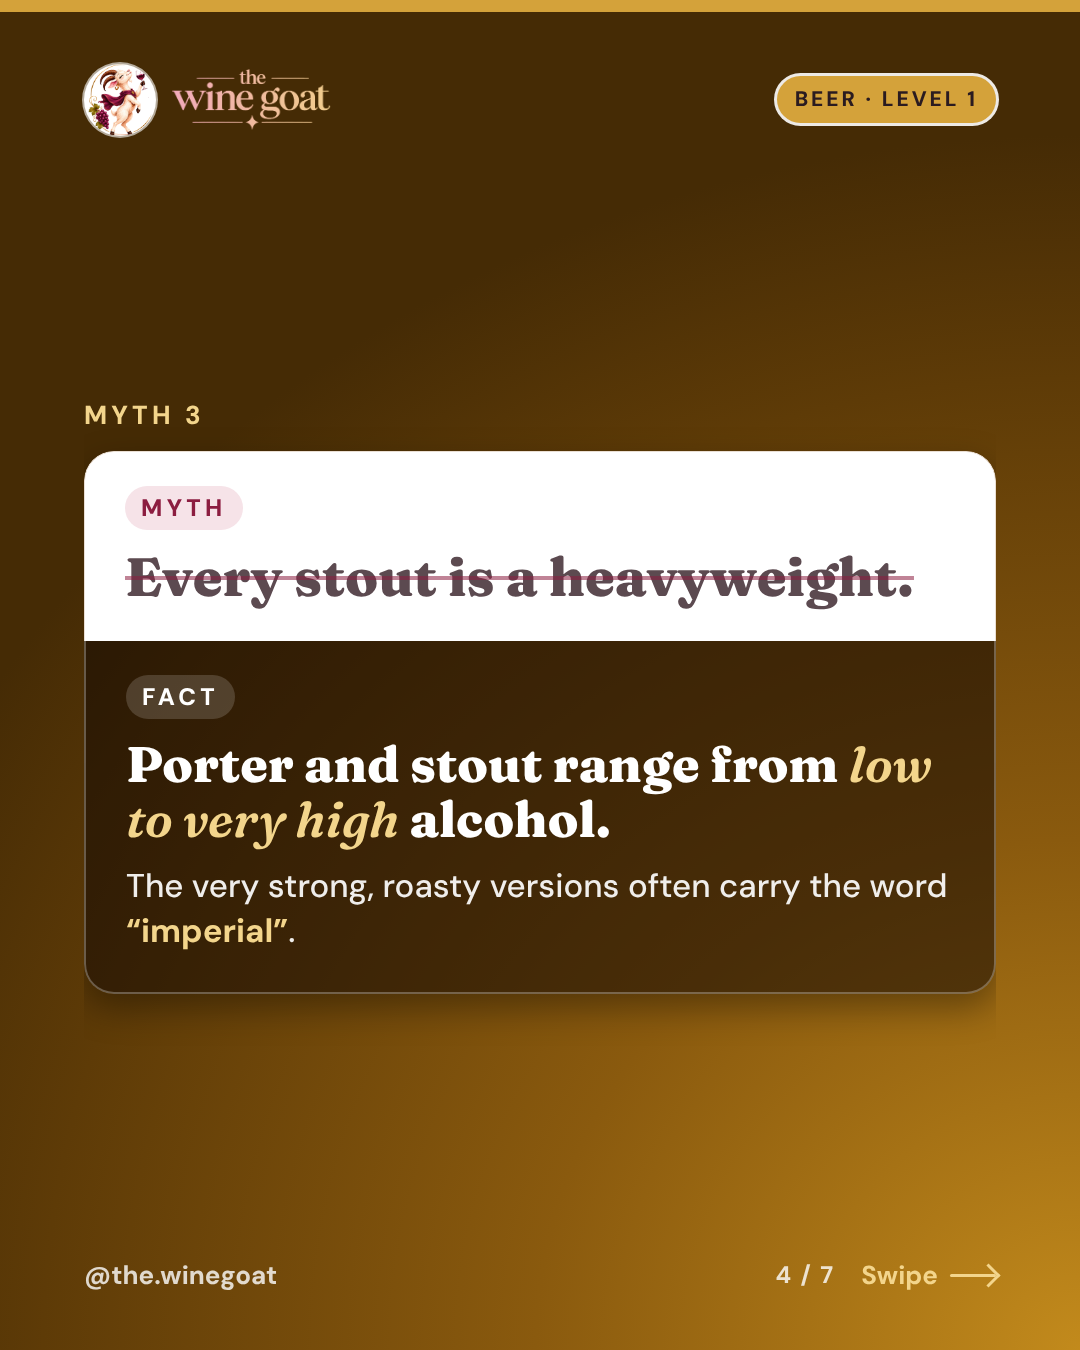 the
wine goat
BEER · LEVEL 1
MYTH 3
MYTH
Every stout is a heavyweight.
FACT
Porter and stout range from low
to very high alcohol.
The very strong, roasty versions often carry the word
“imperial”.
@the.winegoat
4 / 7 Swipe